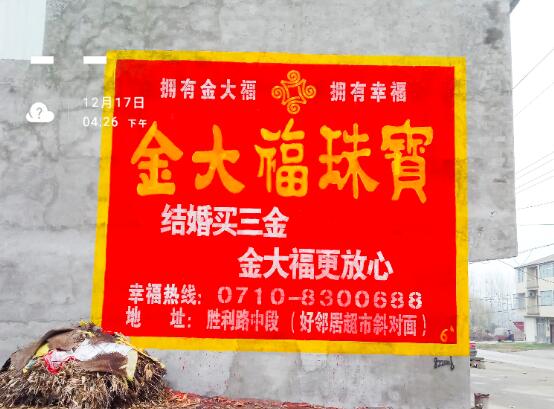 拥有金大福 拥有幸福
12月17日
04:26 下午
金大福珠寳
结婚买三金
金大福更放心
幸福热线：0710-8300688
地 址：胜利路中段（好邻居超市斜对面）
6